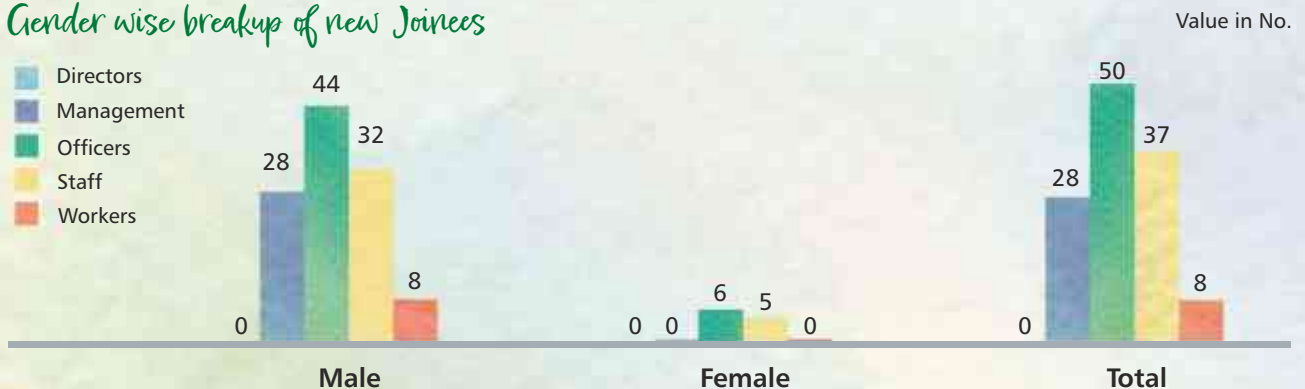 Gender wise breakup of new Joinees
Value in No.
Directors
Management
Officers
Staff
Workers
0
28
44
32
8
0
0
6
5
0
0
28
50
37
8
Male
Female
Total